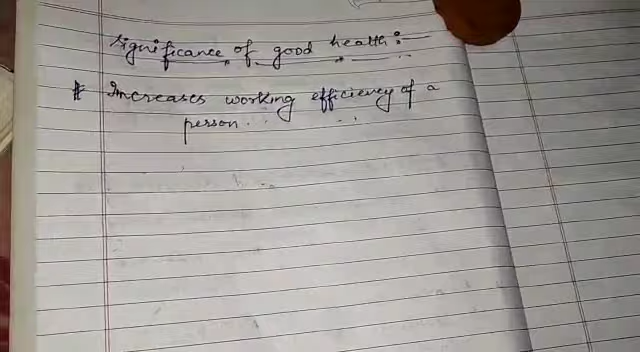 Significance of good health :-
* Increases working efficiency of a
person.